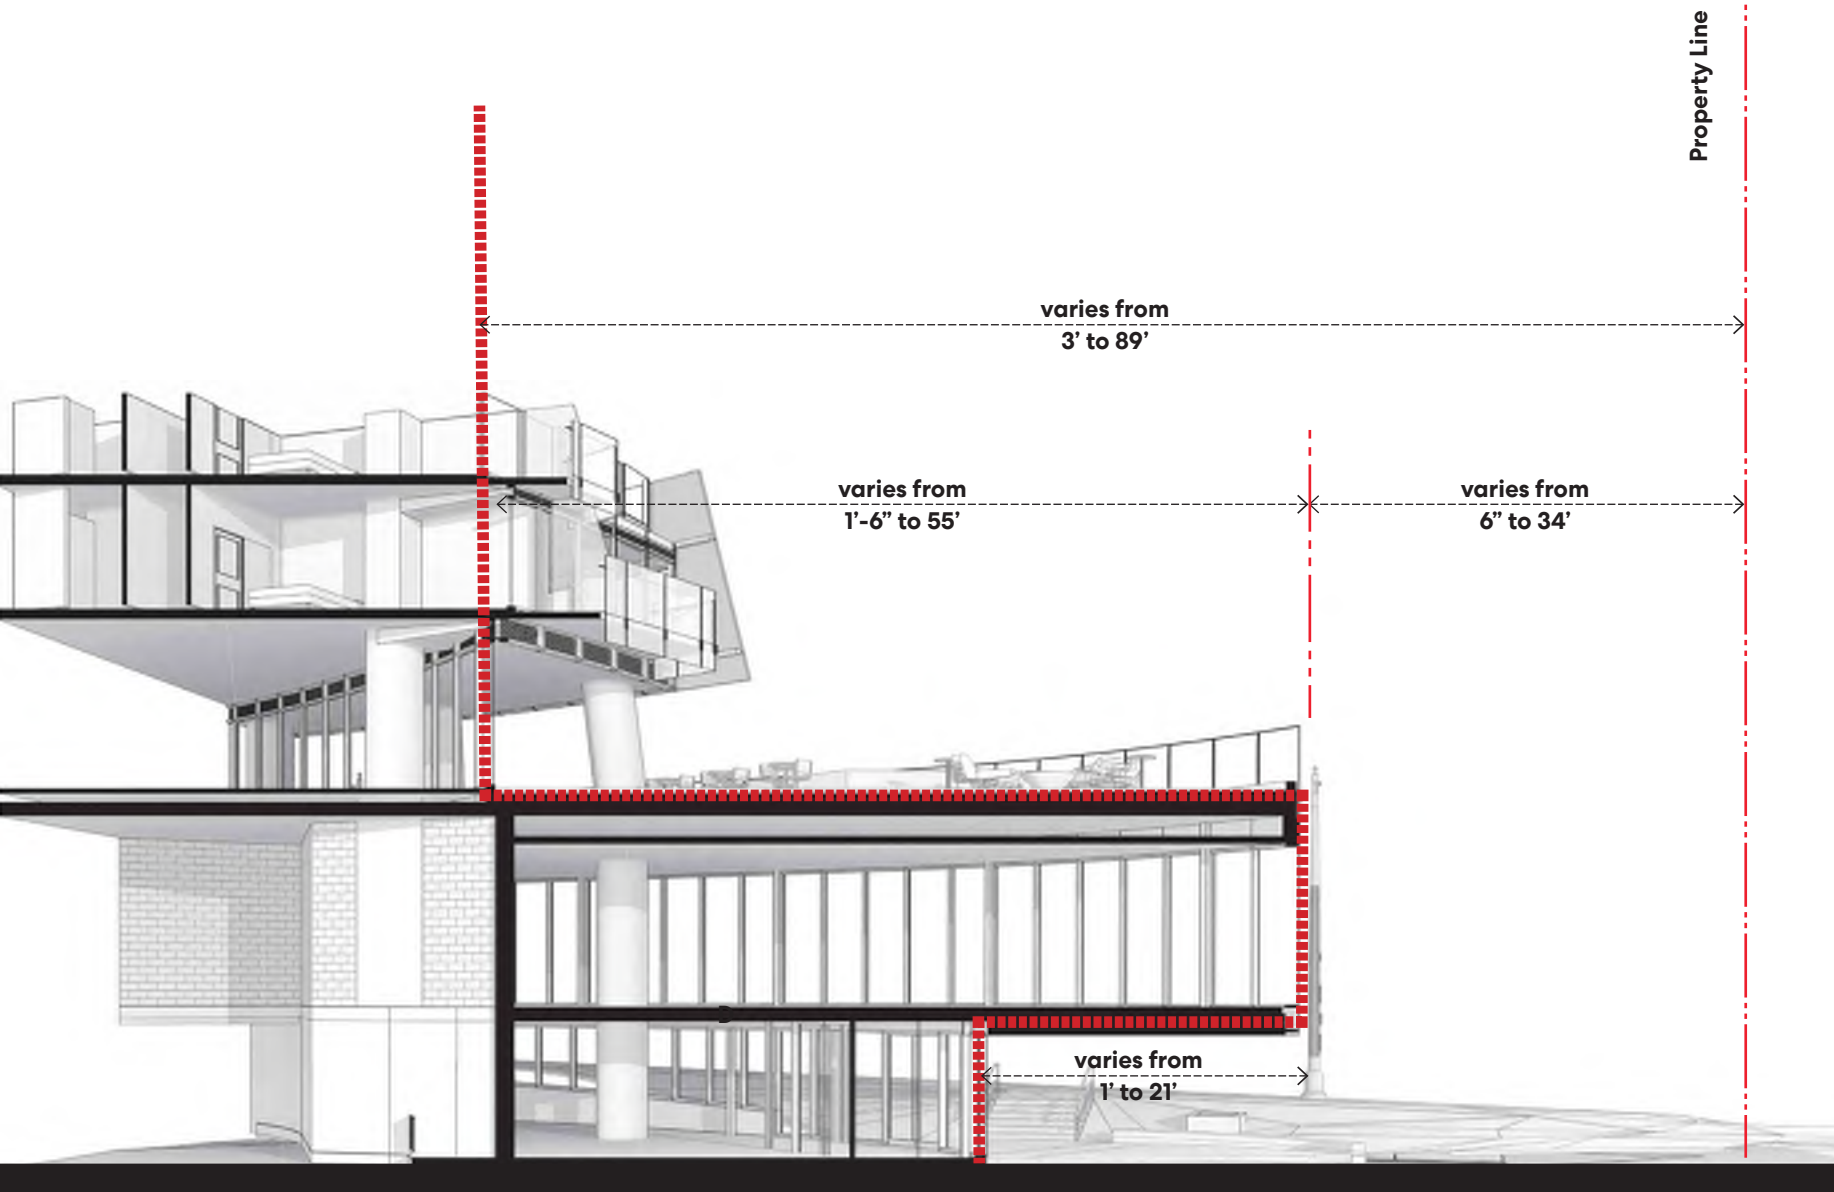 Property Line
varies from
3’ to 89’
varies from
1’-6” to 55’
varies from
6” to 34’
varies from
1’ to 21’